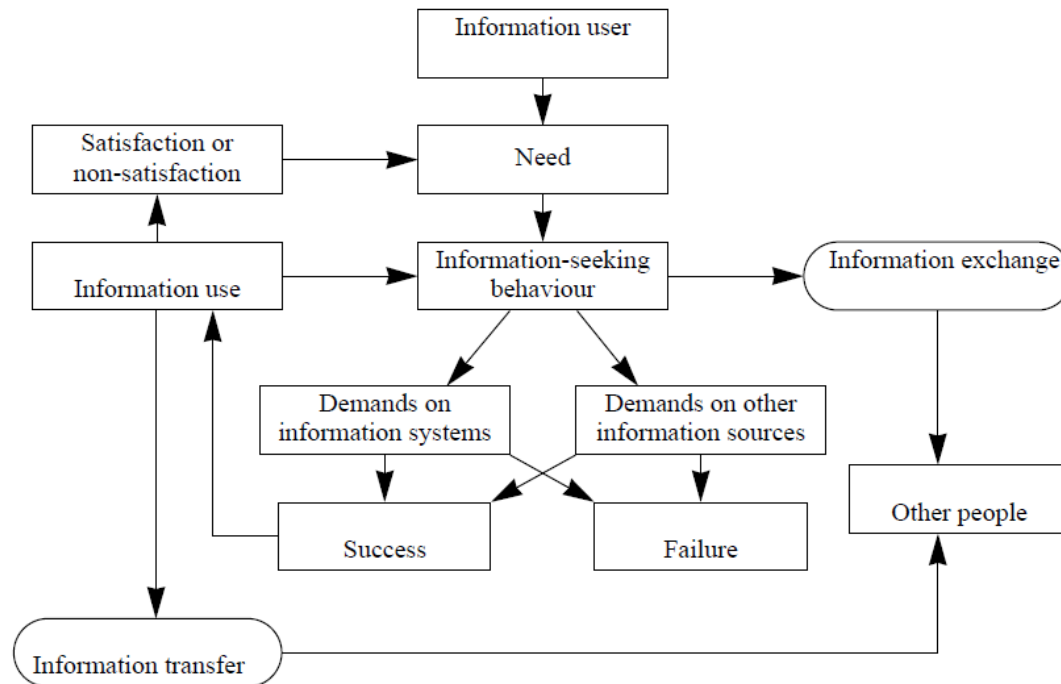 Information user
Satisfaction or
non-satisfaction
Need
Information use
Information-seeking
behaviour
Information exchange
Demands on
information systems
Demands on other
information sources
Success
Failure
Other people
Information transfer